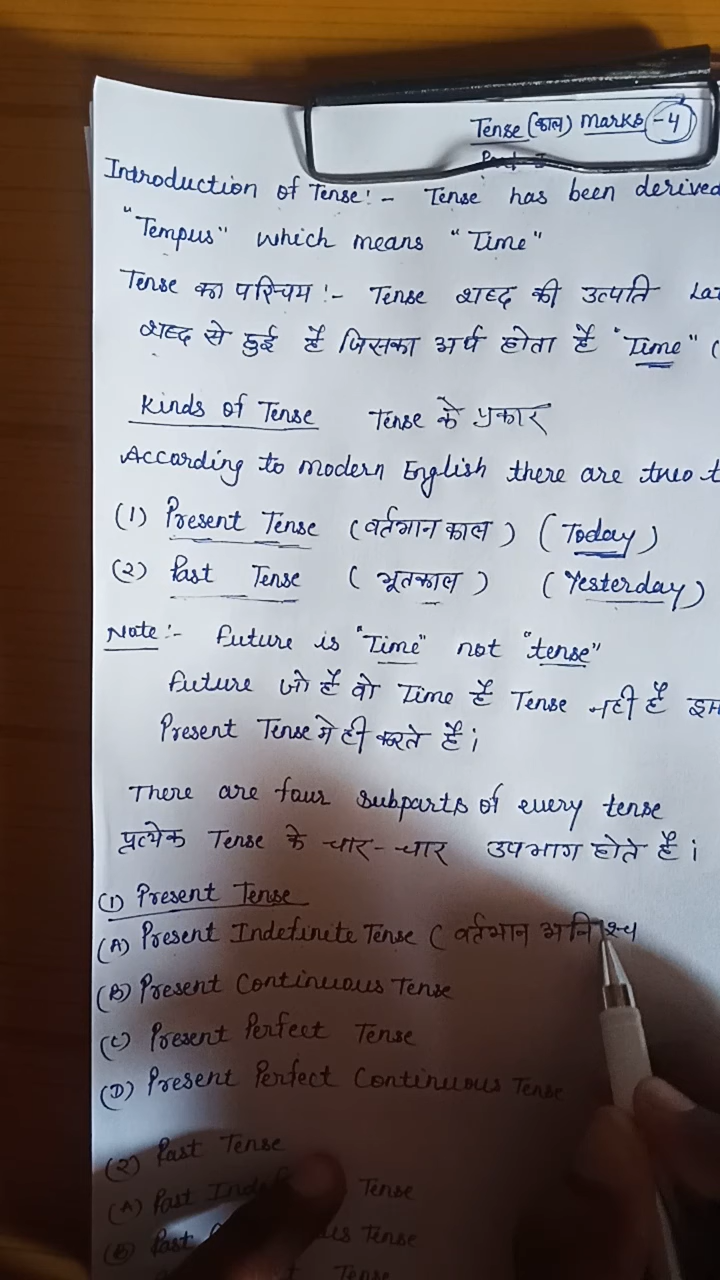 Tense (काल) Marks - 4
Introduction of Tense:- Tense has been derived
"Tempus" which means "Time"
Tense का परिचय :- Tense शब्द की उत्पति
शब्द से हुई है जिसका अर्थ होता है "Time" (
Kinds of Tense Tense के प्रकार
According to modern English there are two
(1) Present Tense (वर्तमान काल) (Today)
(2) Past Tense (भूतकाल) (Yesterday)
Note:- Future is "Time" not "tense"
Future जो है वो Time है Tense नही है
Present Tense मे ही करते है।
There are four subparts of every tense
प्रत्येक Tense के चार-चार उपभाग होते है।
(1) Present Tense
(A) Present Indefinite Tense (वर्तमान
(B) Present Continuous Tense
(C) Present Perfect Tense
(D) Present Perfect Continuous Tense
(2) Past Tense
(A) Past Tense
(B) Past Tense
Tense